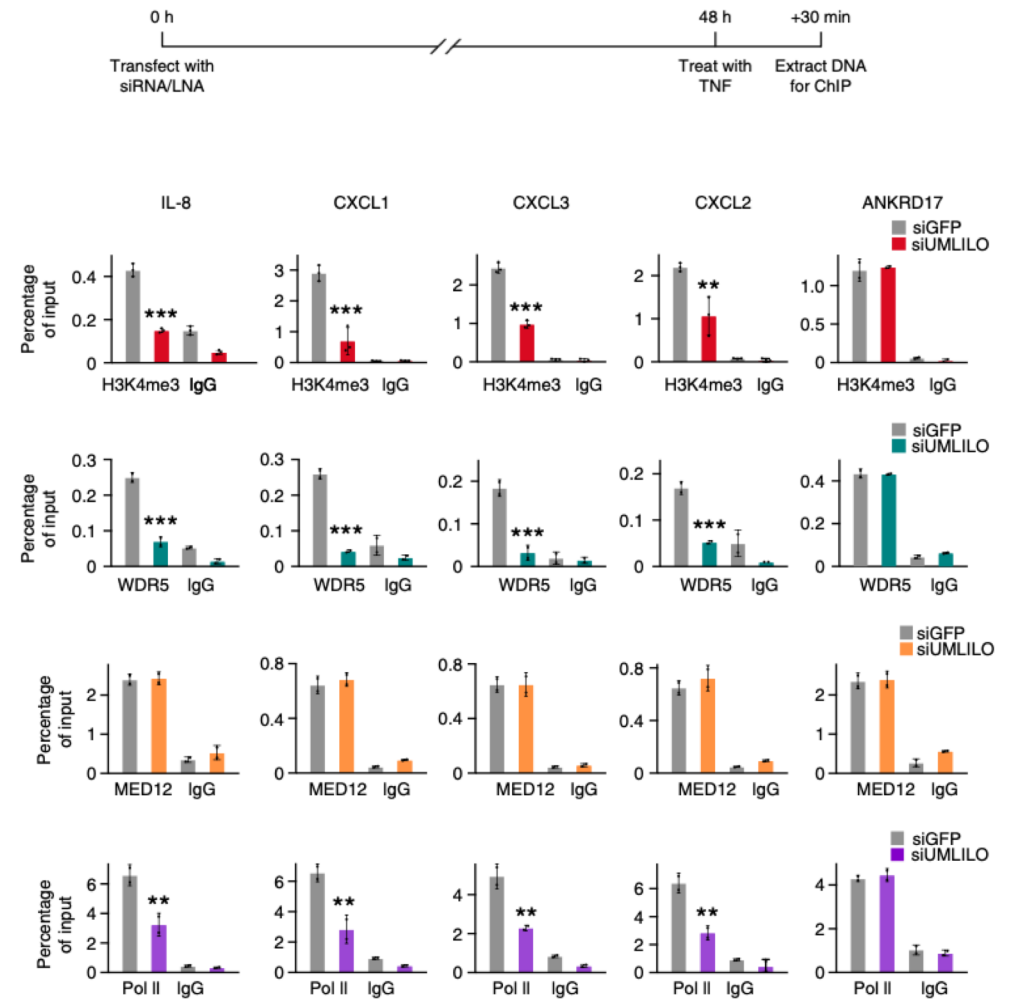 0 h 48 h +30 min
Transfect with Treat with Extract DNA
siRNA/LNA TNF for ChIP
IL-8 CXCL1 CXCL3 CXCL2 ANKRD17
siGFP
siUMLILO
Percentage
of input
0.4
0.2
0
3
2
1
0
2
1
0
2
1
0
1.0
0.5
0
*** *** *** **
H3K4me3 IgG H3K4me3 IgG H3K4me3 IgG H3K4me3 IgG H3K4me3 IgG
siGFP
siUMLILO
Percentage
of input
0.3
0.2
0.1
0
0.3
0.2
0.1
0
0.2
0.1
0
0.2
0.1
0
0.4
0.2
0
*** *** *** ***
WDR5 IgG WDR5 IgG WDR5 IgG WDR5 IgG WDR5 IgG
siGFP
siUMLILO
Percentage
of input
2
1
0
0.8
0.4
0
0.8
0.4
0
0.8
0.4
0
2
1
0
MED12 IgG MED12 IgG MED12 IgG MED12 IgG MED12 IgG
siGFP
siUMLILO
Percentage
of input
6
4
2
0
6
4
2
0
4
2
0
6
4
2
0
4
2
0
** ** ** **
Pol II IgG Pol II IgG Pol II IgG Pol II IgG Pol II IgG